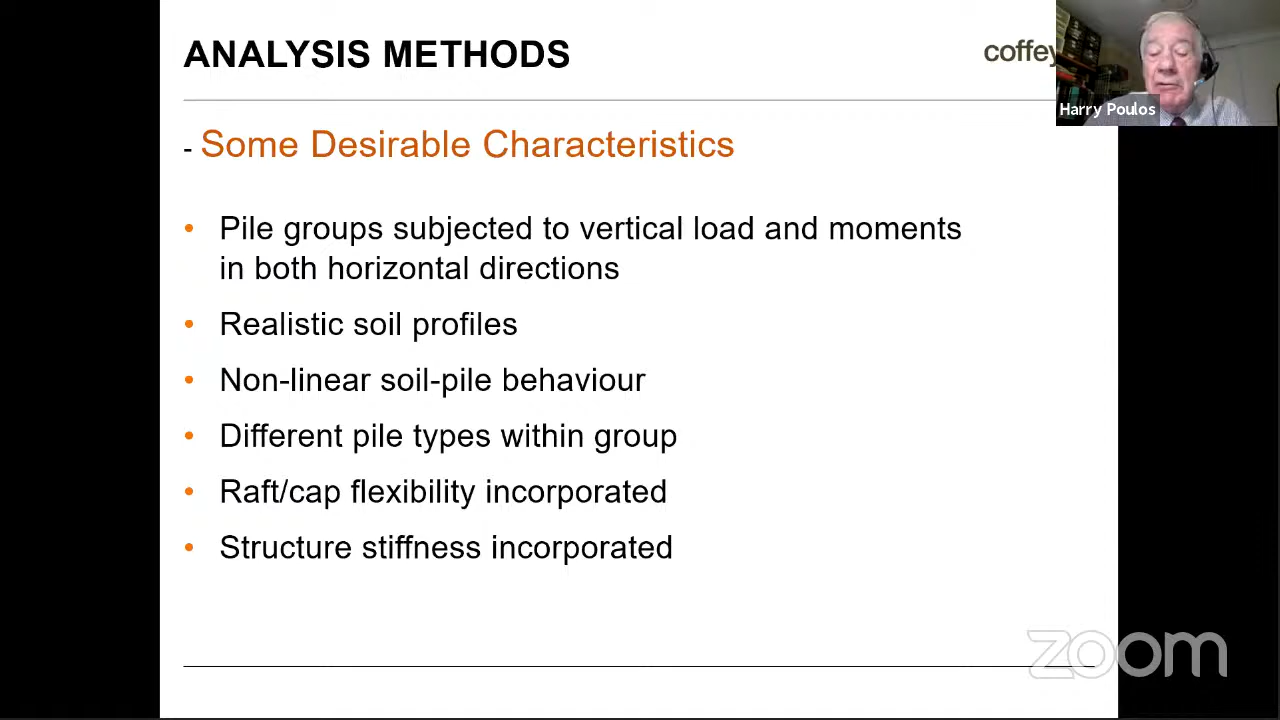 ANALYSIS METHODS
coffey
Harry Poulos
- Some Desirable Characteristics
• Pile groups subjected to vertical load and moments
in both horizontal directions
• Realistic soil profiles
• Non-linear soil-pile behaviour
• Different pile types within group
• Raft/cap flexibility incorporated
• Structure stiffness incorporated
zoom